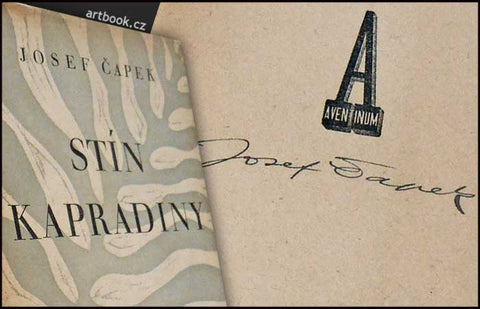 artbook.cz
JOSEF ČAPEK
STÍN
KAPRADINY
A
AVENTINUM
Josef Čapek